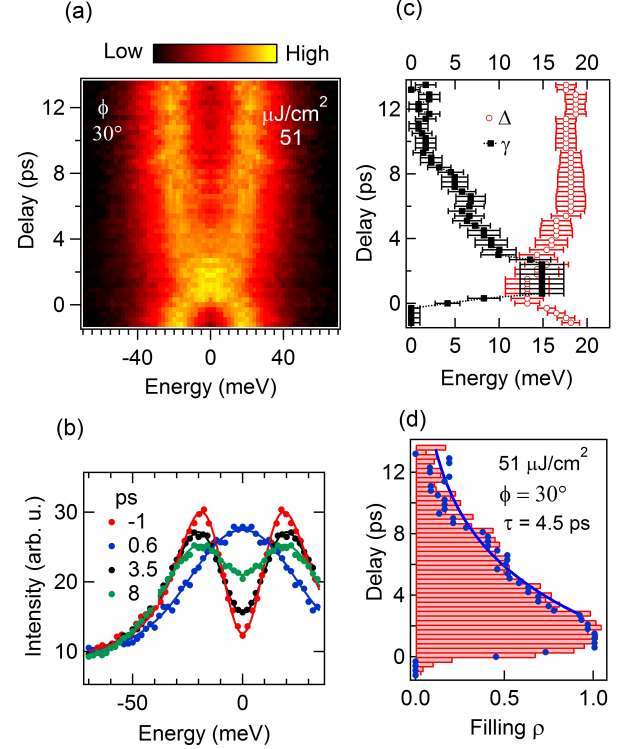 (a)
Low High
12
8
4
0
Delay (ps)
ϕ
30°
μJ/cm²
51
-40 0 40
Energy (meV)
(c)
0 5 10 15 20
12
8
4
0
Delay (ps)
Δ
γ
0 5 10 15 20
Energy (meV)
(b)
30
20
10
Intensity (arb. u.)
ps
-1
0.6
3.5
8
-50 0
Energy (meV)
(d)
12
8
4
0
Delay (ps)
51 μJ/cm²
ϕ = 30°
τ = 4.5 ps
0.0 0.5 1.0
Filling ρ